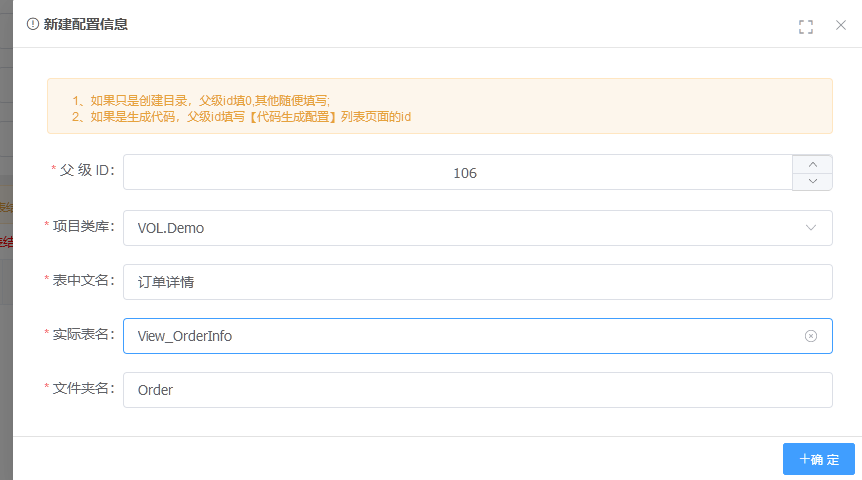 新建配置信息
1、如果只是创建目录，父级id填0,其他随便填写;
2、如果是生成代码，父级id填写【代码生成配置】列表页面的id
* 父 级 ID:
106
* 项目类库:
VOL.Demo
* 表中文名:
订单详情
* 实际表名:
View_OrderInfo
* 文件夹名:
Order
+确 定